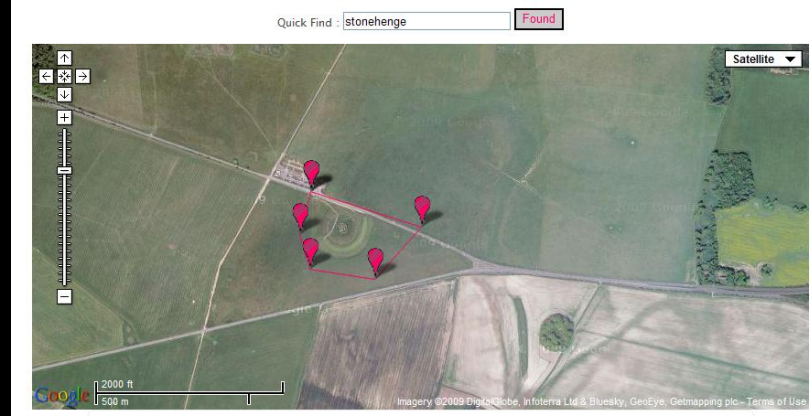 Quick Find : stonehenge Found
Satellite
2000 ft
Google 500 m
Imagery ©2009 DigitalGlobe, Infoterra Ltd & Bluesky, GeoEye, Getmapping plc - Terms of Use